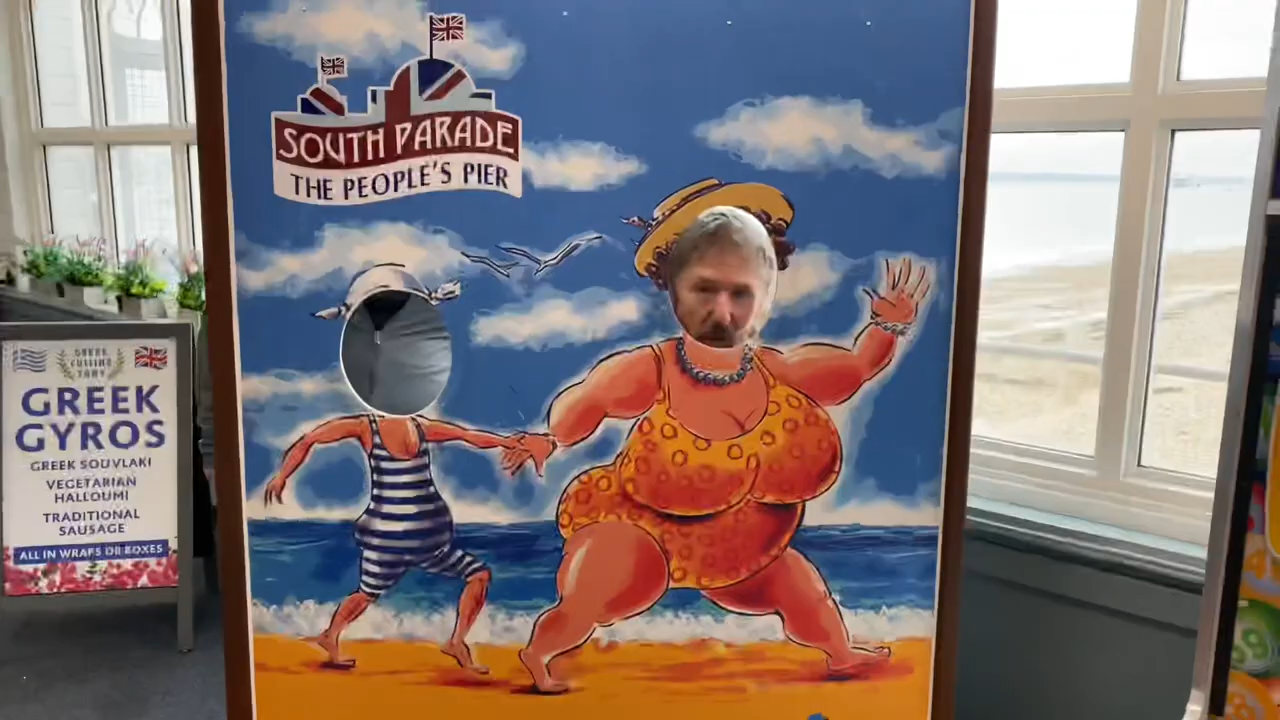 SOUTH PARADE
THE PEOPLE'S PIER
GREEK
GYROS
GREEK SOUVLAKI
VEGETARIAN
HALLOUMI
TRADITIONAL
SAUSAGE
ALL IN WRAPS OR BOXES